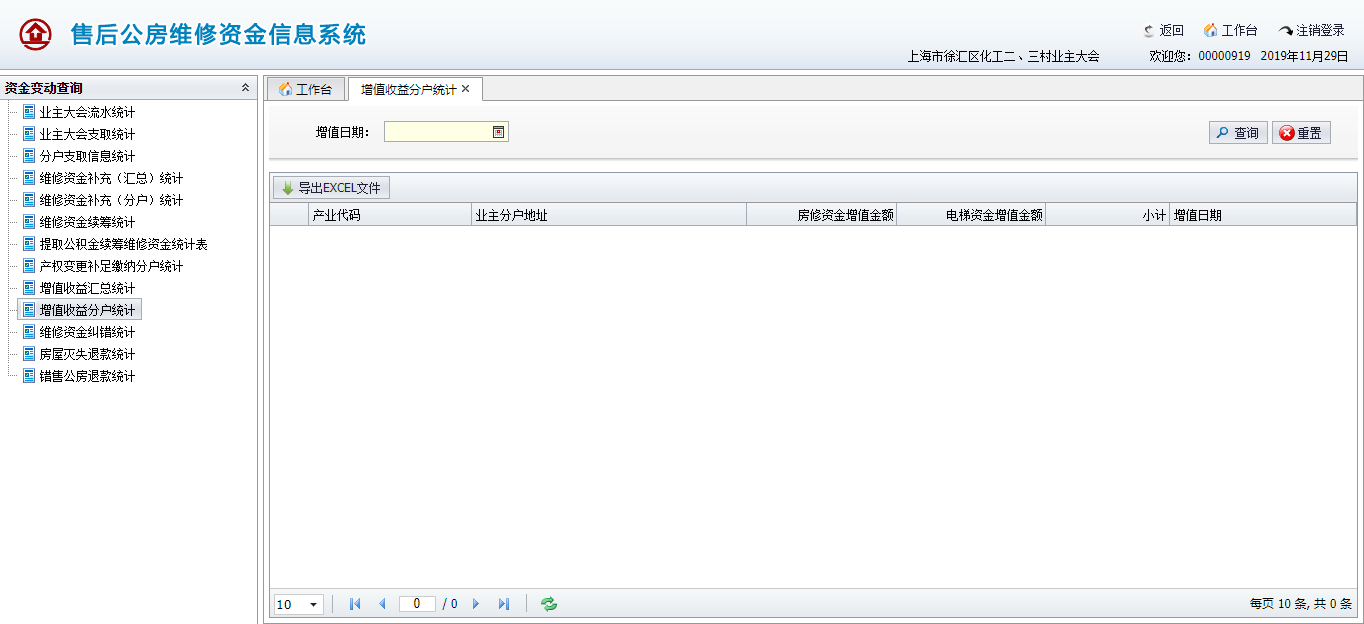 售后公房维修资金信息系统
返回 工作台 注销登录
上海市徐汇区化工二、三村业主大会 欢迎您：00000919 2019年11月29日
资金变动查询
业主大会流水统计
业主大会支取统计
分户支取信息统计
维修资金补充（汇总）统计
维修资金补充（分户）统计
维修资金续筹统计
提取公积金续筹维修资金统计表
产权变更补足缴纳分户统计
增值收益汇总统计
增值收益分户统计
维修资金纠错统计
房屋灭失退款统计
错售公房退款统计
工作台 增值收益分户统计 ✕
增值日期：
查询 重置
导出EXCEL文件
产业代码 业主分户地址 房修资金增值金额 电梯资金增值金额 小计 增值日期
10 0 / 0 每页 10 条, 共 0 条